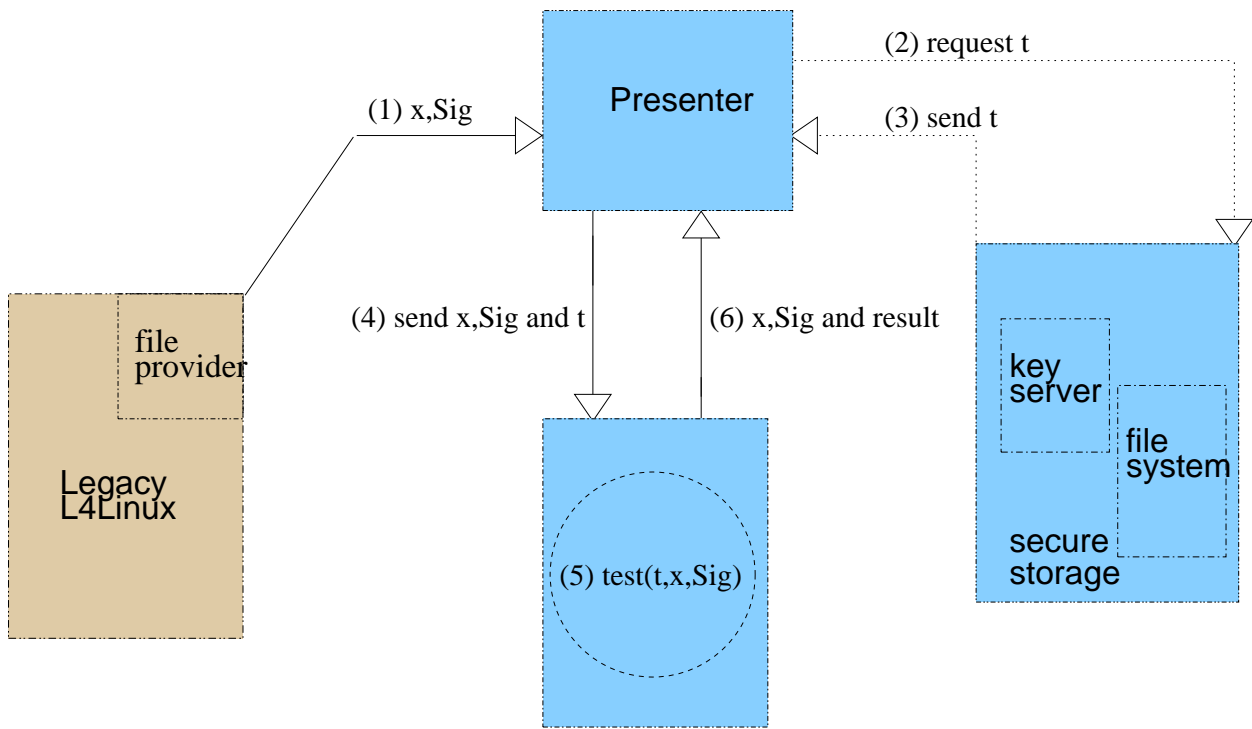 (2) request t
Presenter
(1) x,Sig
(3) send t
(4) send x,Sig and t
(6) x,Sig and result
file
provider
key
server
file
system
Legacy
L4Linux
secure
storage
(5) test(t,x,Sig)